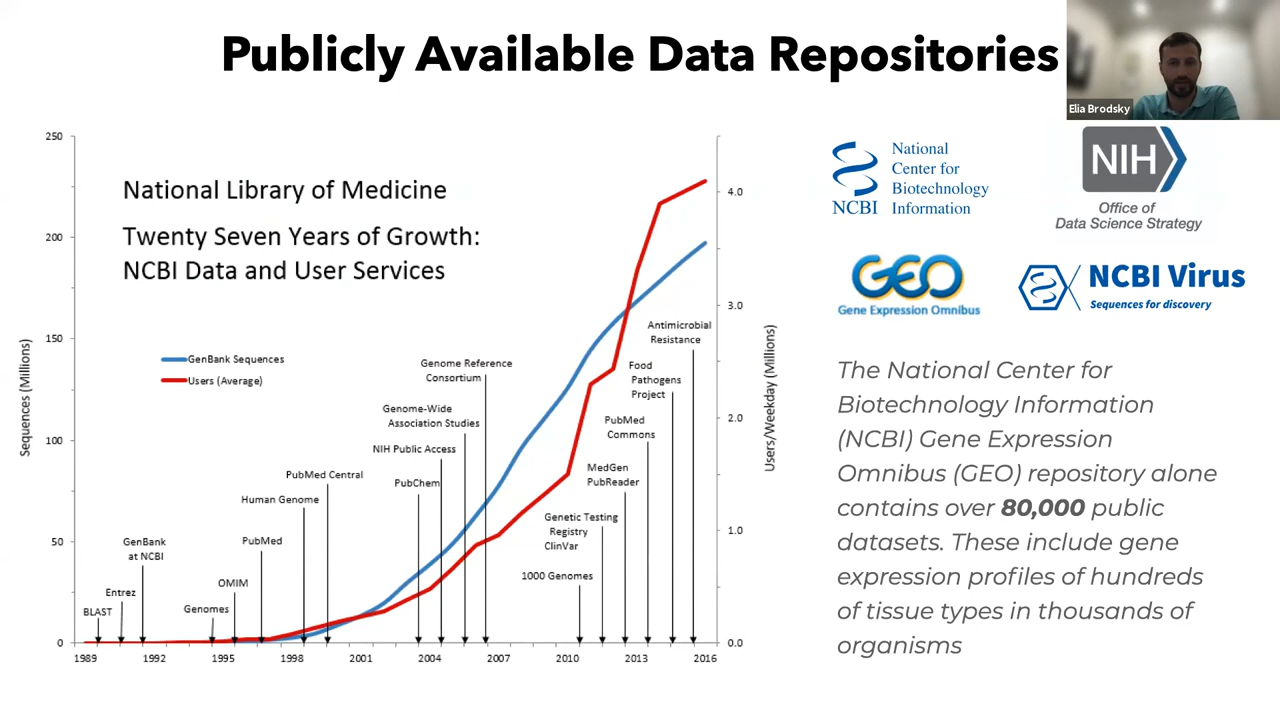 Publicly Available Data Repositories
Elia Brodsky
National Library of Medicine
Twenty Seven Years of Growth:
NCBI Data and User Services
GenBank Sequences
Users (Average)
Sequences (Millions)
250
200
150
100
50
0
Users/Weekday (Millions)
4.0
3.0
2.0
1.0
0.0
1989
1992
1995
1998
2001
2004
2007
2010
2013
2016
BLAST
Entrez
GenBank
at NCBI
Genomes
OMIM
PubMed
Human Genome
PubMed Central
PubChem
NIH Public Access
Genome-Wide
Association Studies
Genome Reference
Consortium
1000 Genomes
Genetic Testing
Registry
ClinVar
MedGen
PubReader
PubMed
Commons
Food
Pathogens
Project
Antimicrobial
Resistance
NCBI
National
Center for
Biotechnology
Information
NIH
Office of
Data Science Strategy
GEO
Gene Expression Omnibus
NCBI Virus
Sequences for discovery
The National Center for
Biotechnology Information
(NCBI) Gene Expression
Omnibus (GEO) repository alone
contains over 80,000 public
datasets. These include gene
expression profiles of hundreds
of tissue types in thousands of
organisms